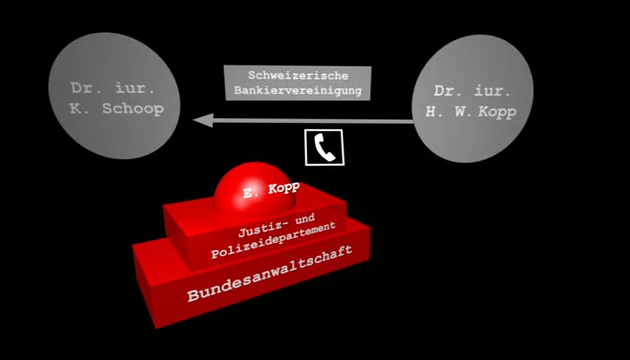 Dr. iur.
K. Schoop
Schweizerische
Bankiervereinigung
Dr. iur.
H. W. Kopp
E. Kopp
Justiz- und
Polizeidepartement
Bundesanwaltschaft